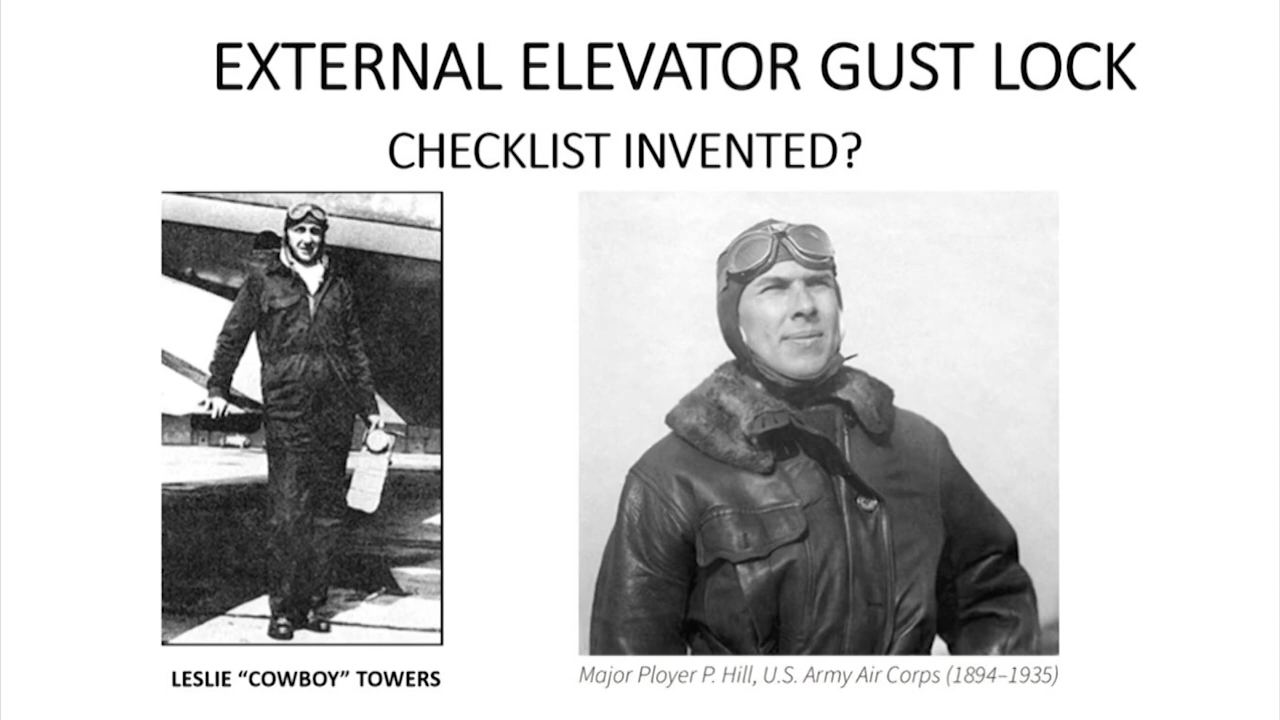 EXTERNAL ELEVATOR GUST LOCK
CHECKLIST INVENTED?
LESLIE “COWBOY” TOWERS
Major Ployer P. Hill, U.S. Army Air Corps (1894–1935)